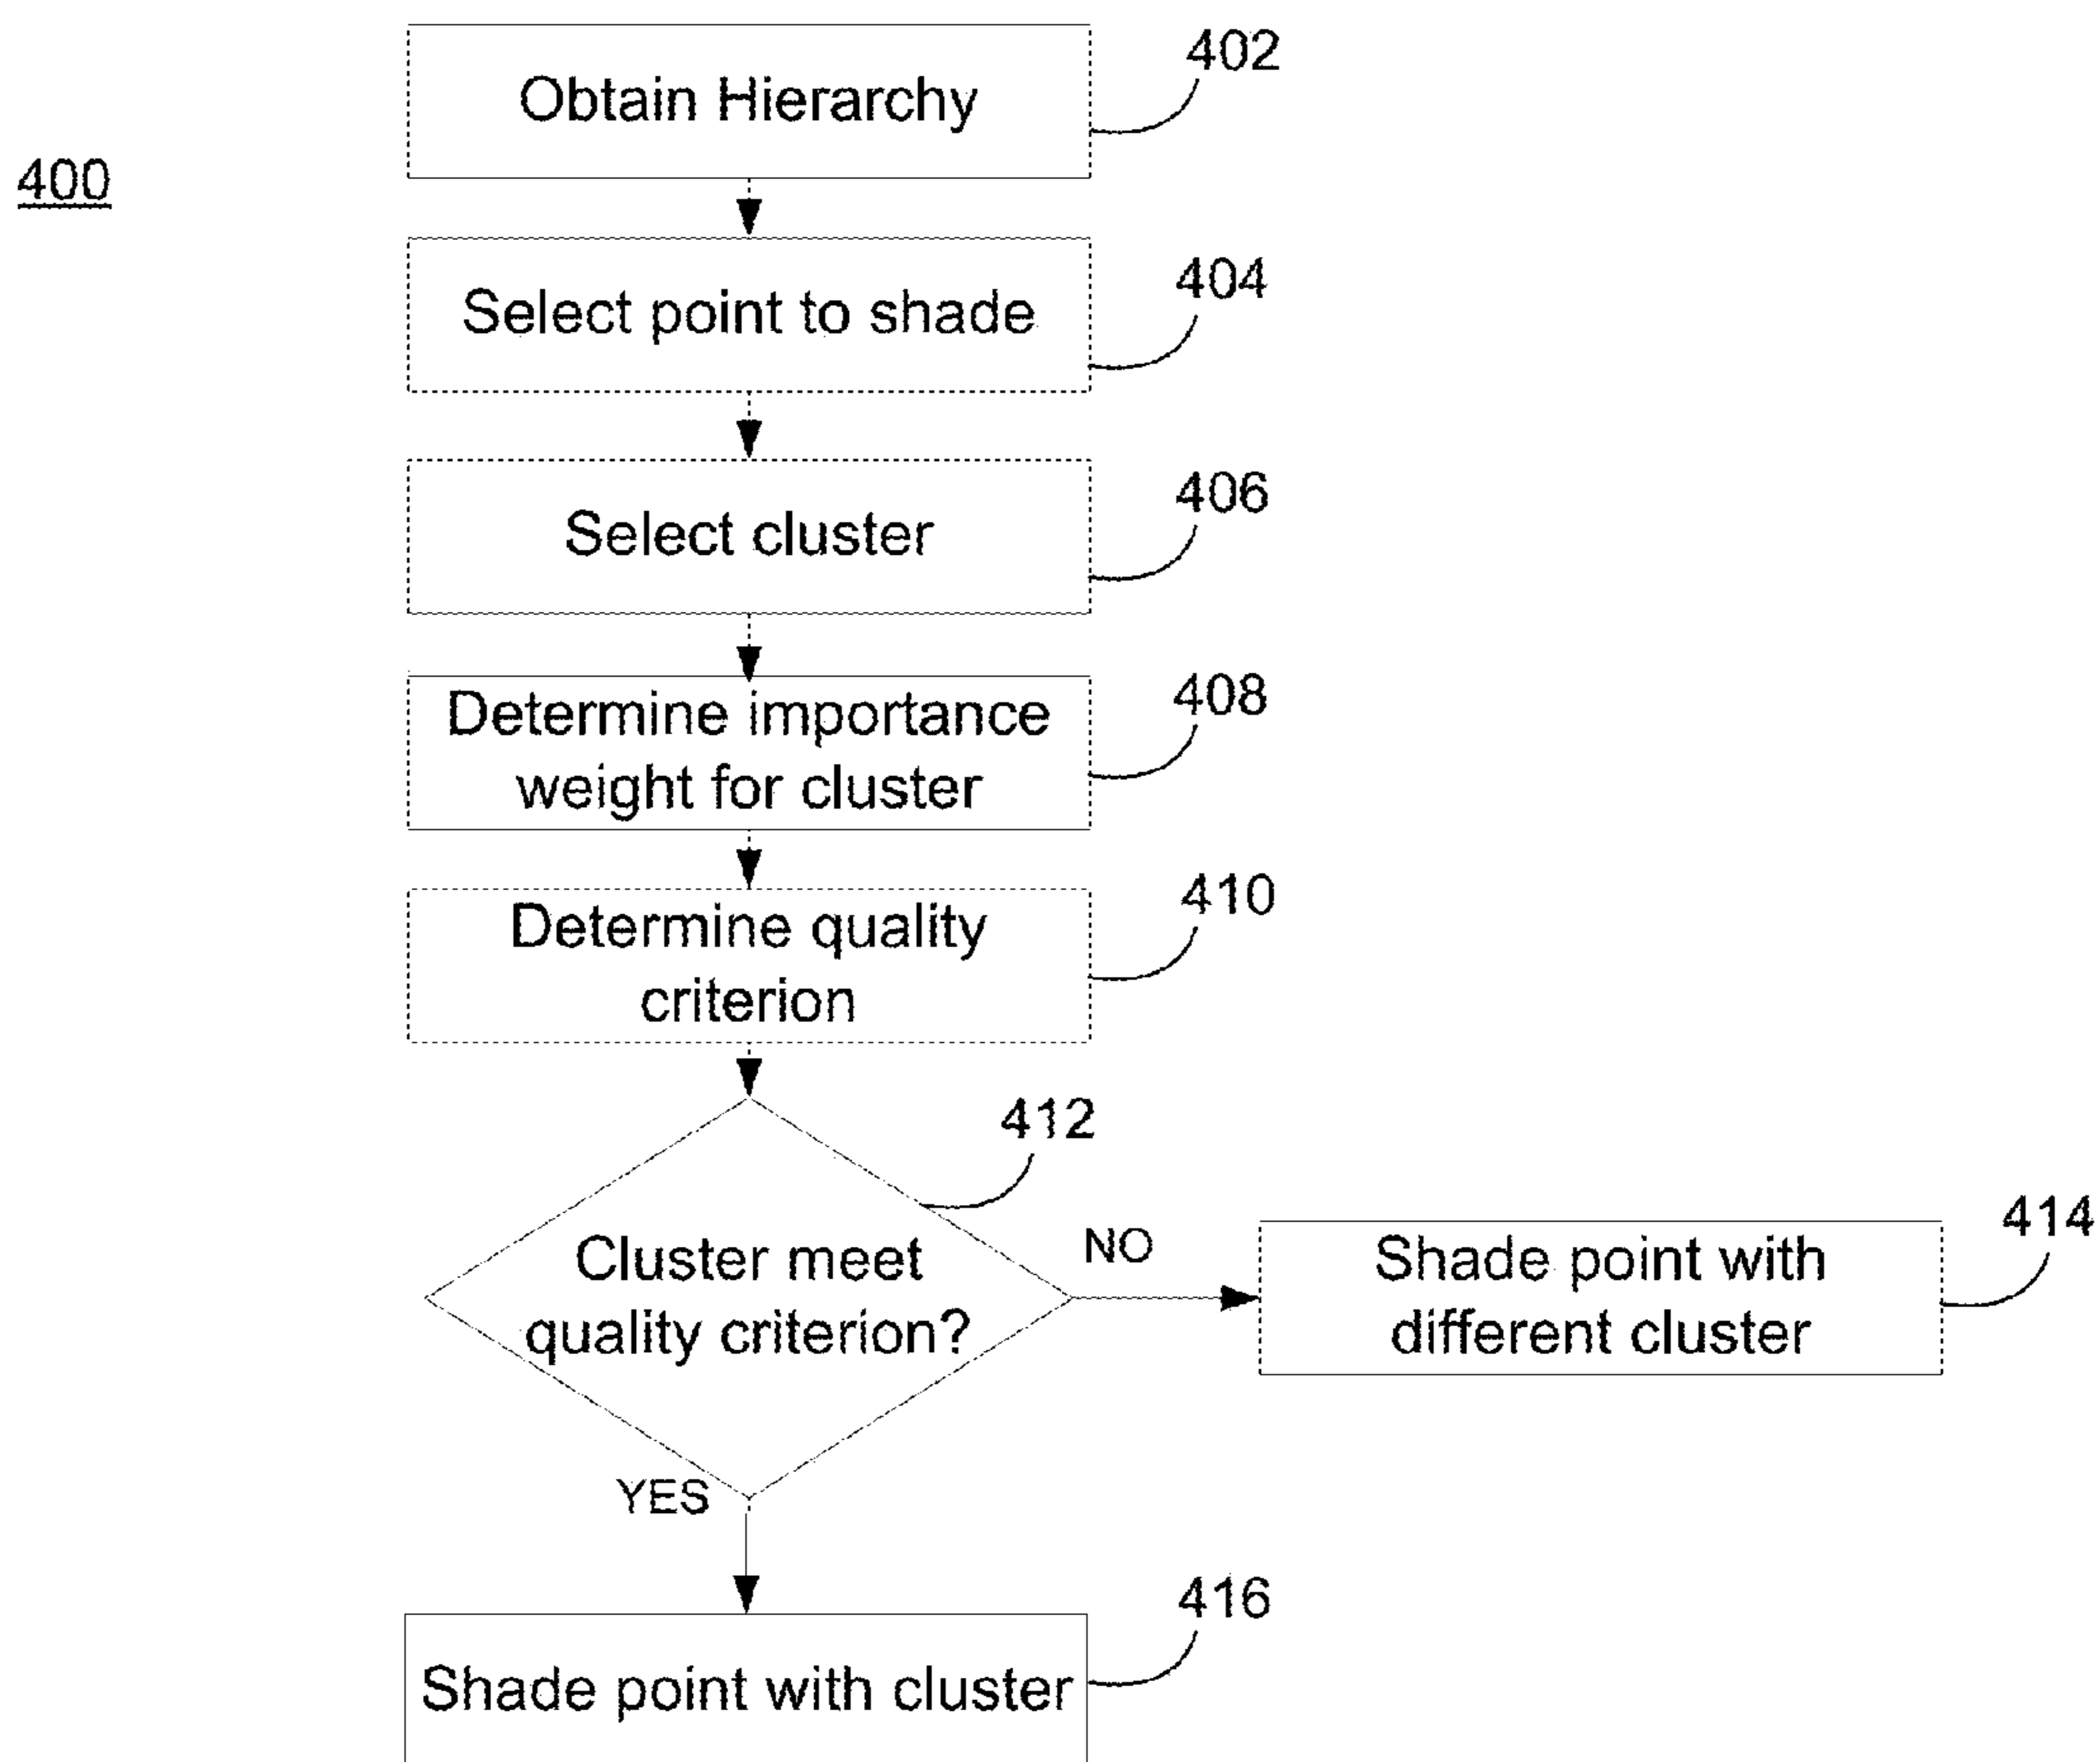 402
Obtain Hierarchy
400
404
Select point to shade
406
Select cluster
408
Determine importance
weight for cluster
410
Determine quality
criterion
412
Cluster meet
quality criterion?
NO
414
Shade point with
different cluster
YES
416
Shade point with cluster